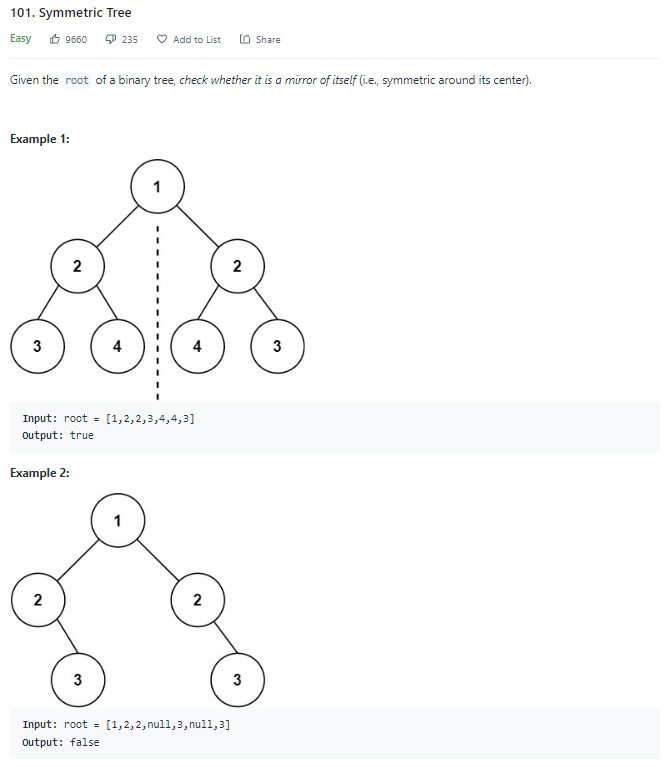 101. Symmetric Tree
Easy 9660 235 Add to List Share
Given the root of a binary tree, check whether it is a mirror of itself (i.e., symmetric around its center).
Example 1:
1
2 2
3 4 4 3
Input: root = [1,2,2,3,4,4,3]
Output: true
Example 2:
1
2 2
3 3
Input: root = [1,2,2,null,3,null,3]
Output: false